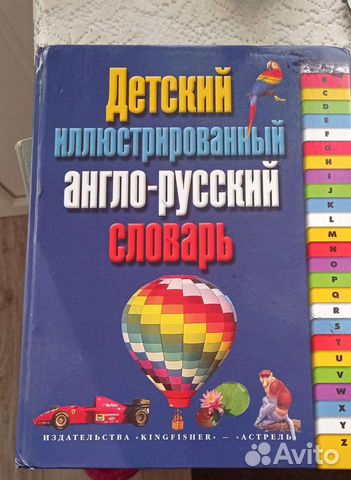 Детский
иллюстрированный
англо-русский
словарь
B
C
D
E
F
G
H
I
J
K
L
M
N
O
P
Q
R
S
T
U
V
W
X
Y
Z
ИЗДАТЕЛЬСТВА «KINGFISHER» — «АСТРЕЛЬ»
Avito